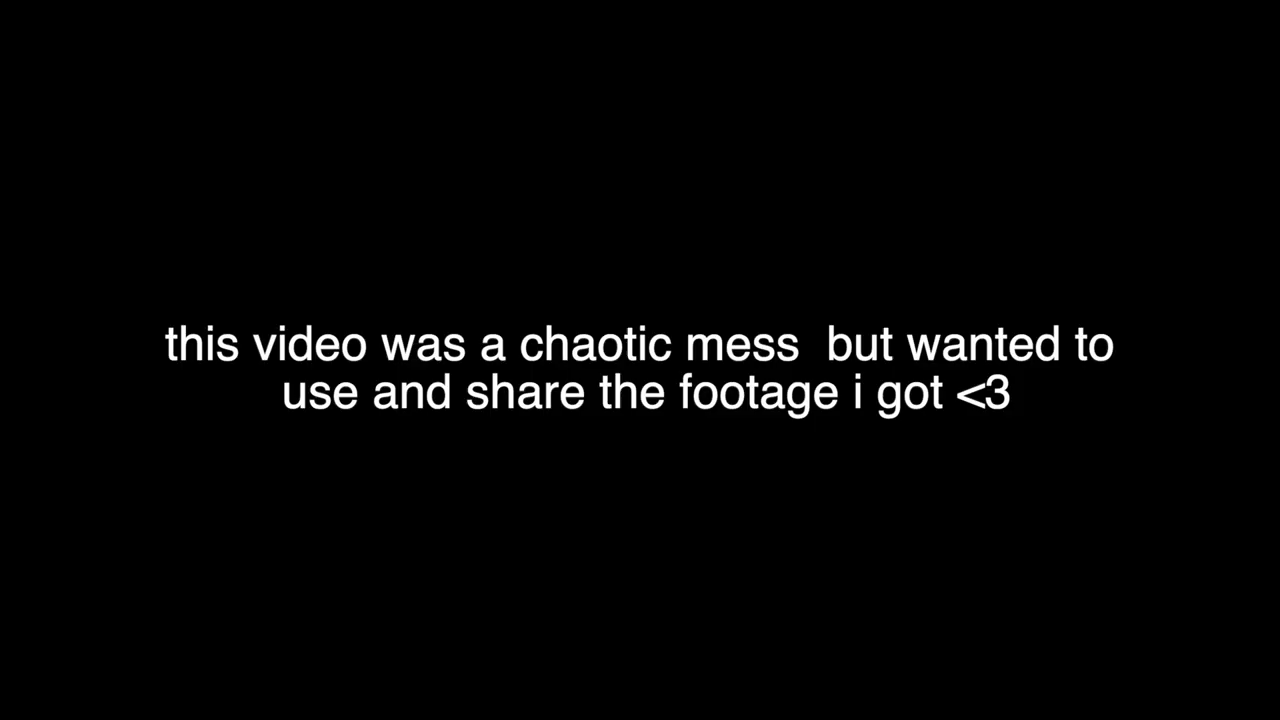 this video was a chaotic mess  but wanted to
use and share the footage i got <3